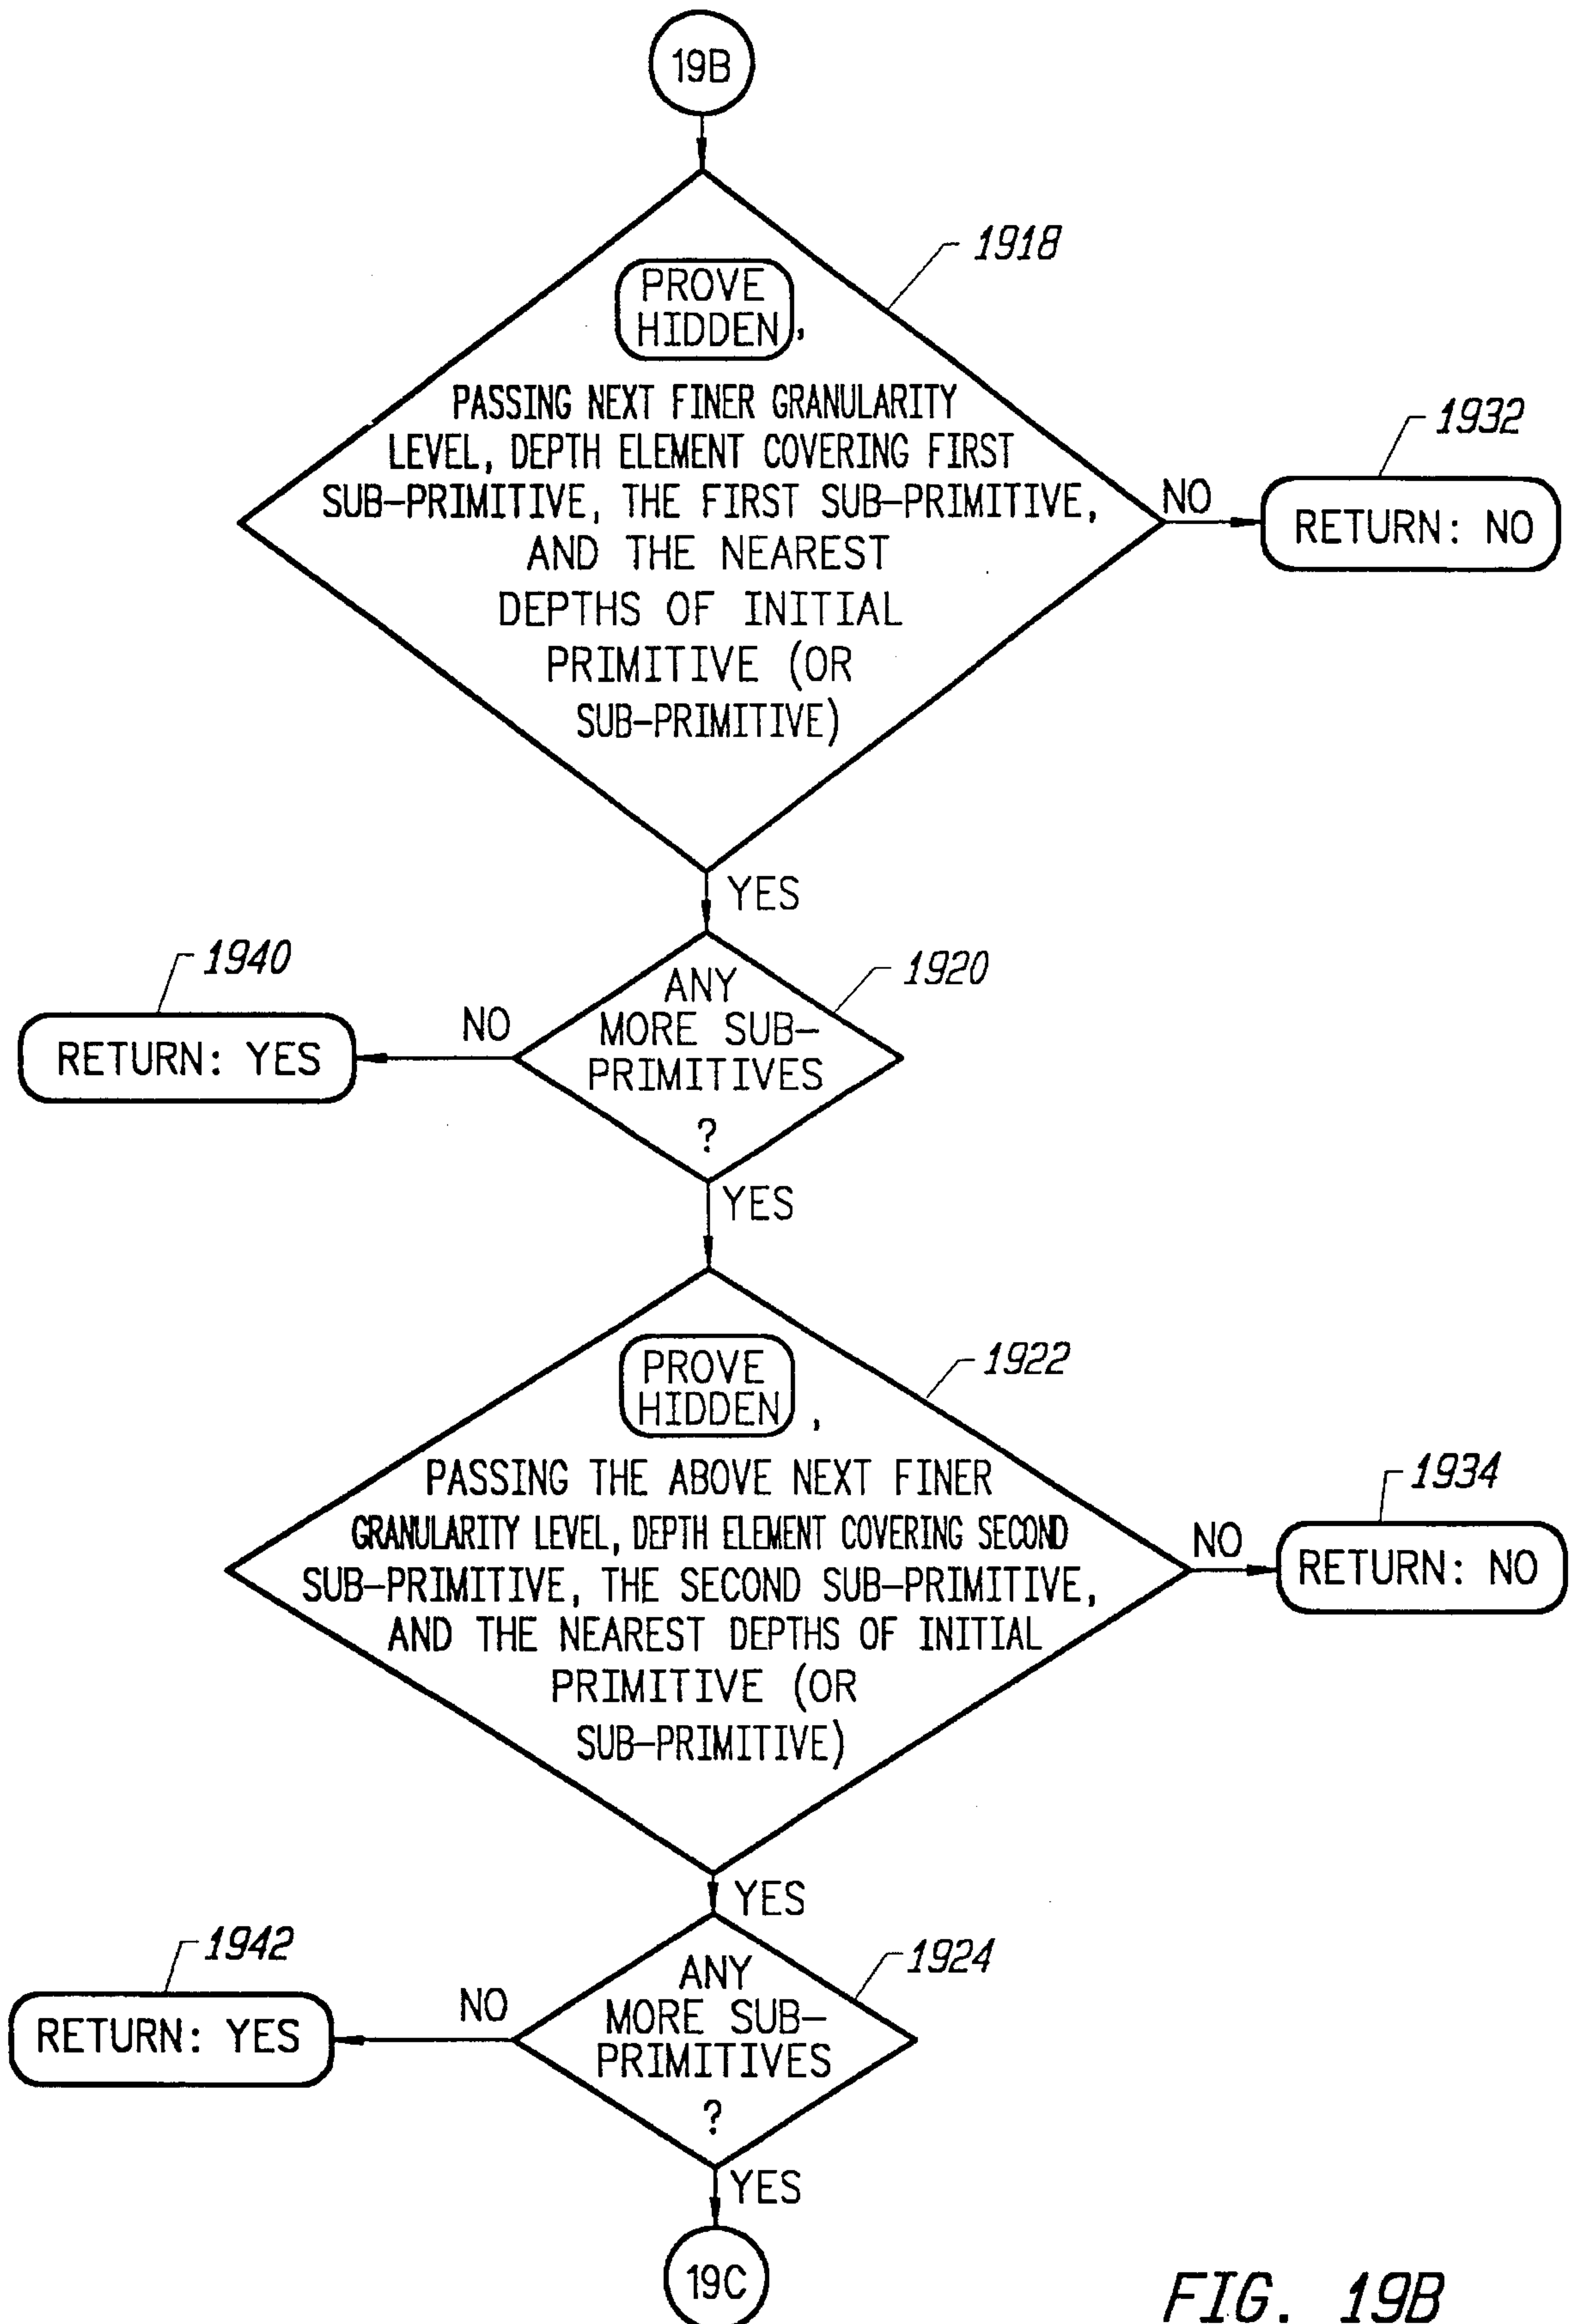 19B
1918
PROVE
HIDDEN,
PASSING NEXT FINER GRANULARITY
LEVEL, DEPTH ELEMENT COVERING FIRST
SUB-PRIMITIVE, THE FIRST SUB-PRIMITIVE,
AND THE NEAREST
DEPTHS OF INITIAL
PRIMITIVE (OR
SUB-PRIMITIVE)
NO
1932
RETURN: NO
YES
1940
RETURN: YES
NO
1920
ANY
MORE SUB-
PRIMITIVES
?
YES
1922
PROVE
HIDDEN,
PASSING THE ABOVE NEXT FINER
GRANULARITY LEVEL, DEPTH ELEMENT COVERING SECOND
SUB-PRIMITIVE, THE SECOND SUB-PRIMITIVE,
AND THE NEAREST DEPTHS OF INITIAL
PRIMITIVE (OR
SUB-PRIMITIVE)
NO
1934
RETURN: NO
YES
1942
RETURN: YES
NO
1924
ANY
MORE SUB-
PRIMITIVES
?
YES
19C
FIG. 19B